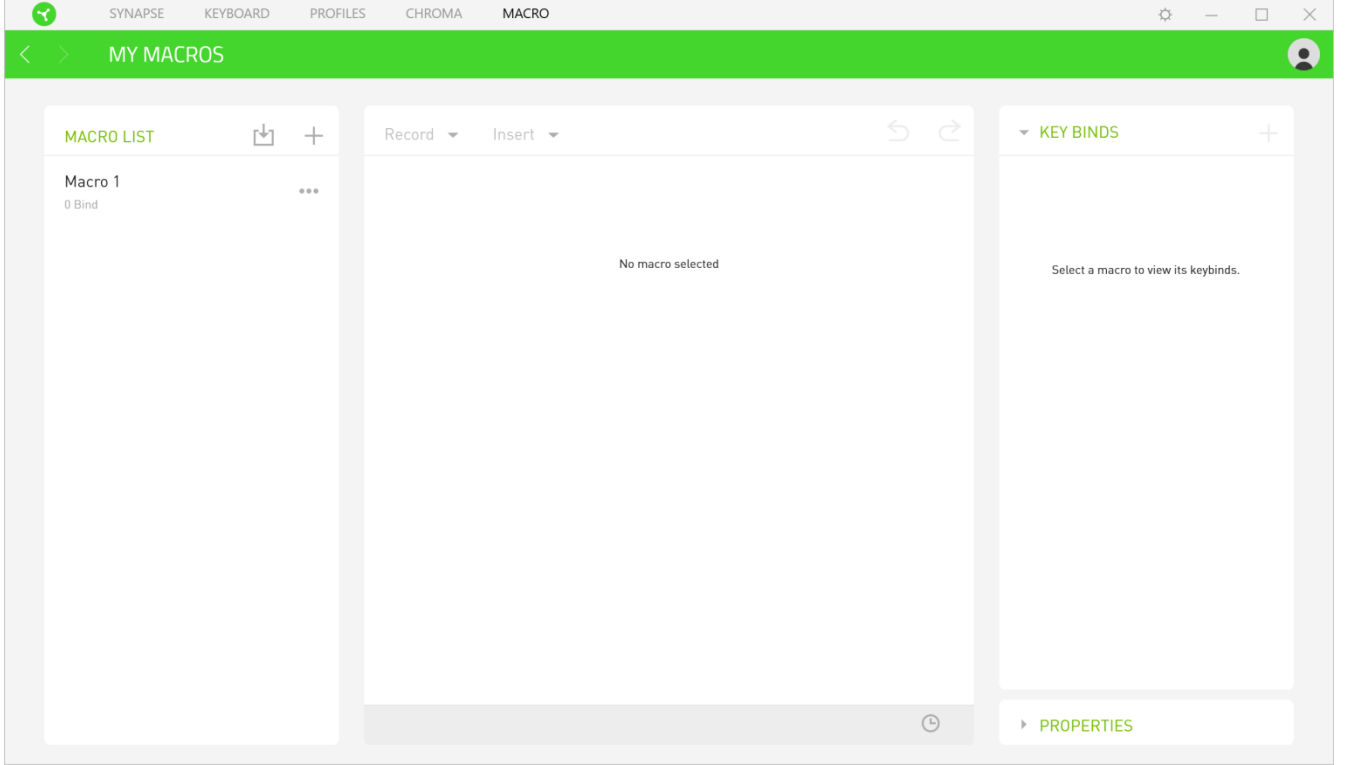 SYNAPSE KEYBOARD PROFILES CHROMA MACRO
MY MACROS
MACRO LIST
Macro 1
0 Bind
Record Insert
No macro selected
KEY BINDS
Select a macro to view its keybinds.
PROPERTIES